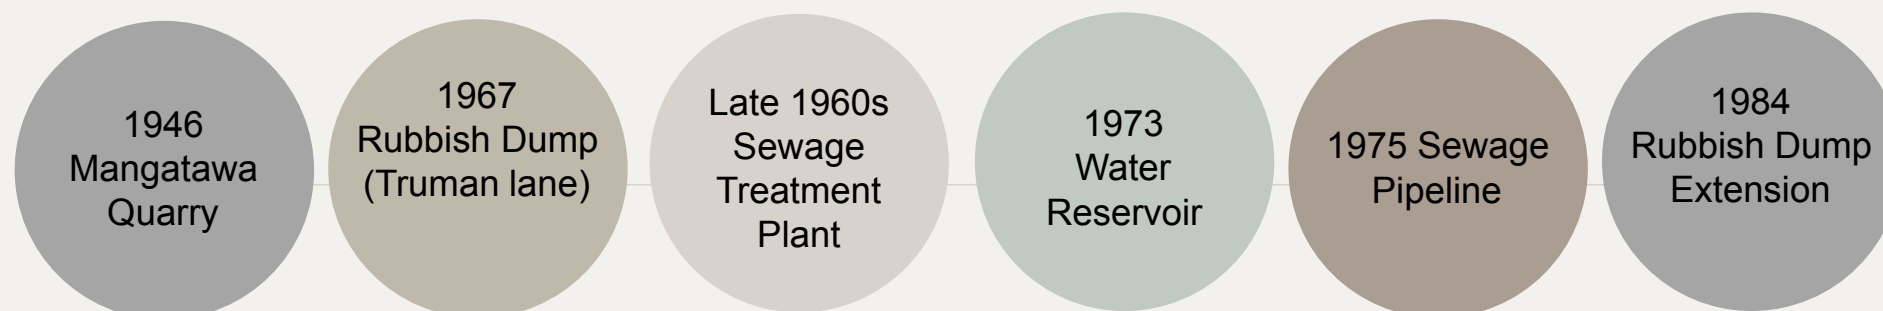 1946
Mangatawa
Quarry
1967
Rubbish Dump
(Truman lane)
Late 1960s
Sewage
Treatment
Plant
1973
Water
Reservoir
1975 Sewage
Pipeline
1984
Rubbish Dump
Extension